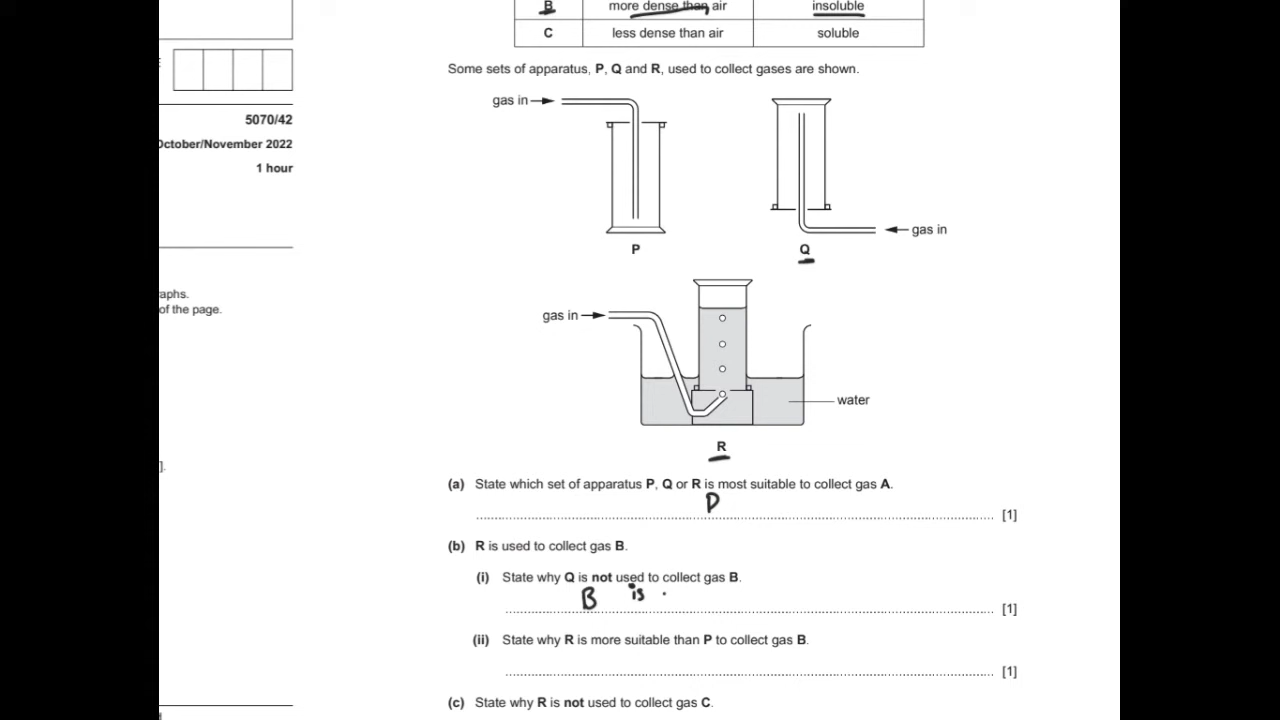 B more dense than air insoluble
C less dense than air soluble
Some sets of apparatus, P, Q and R, used to collect gases are shown.
5070/42
October/November 2022
1 hour
gas in
gas in
P
Q
gas in
water
R
aphs.
of the page.
].
(a) State which set of apparatus P, Q or R is most suitable to collect gas A.
P
[1]
(b) R is used to collect gas B.
(i) State why Q is not used to collect gas B.
B is
[1]
(ii) State why R is more suitable than P to collect gas B.
[1]
(c) State why R is not used to collect gas C.